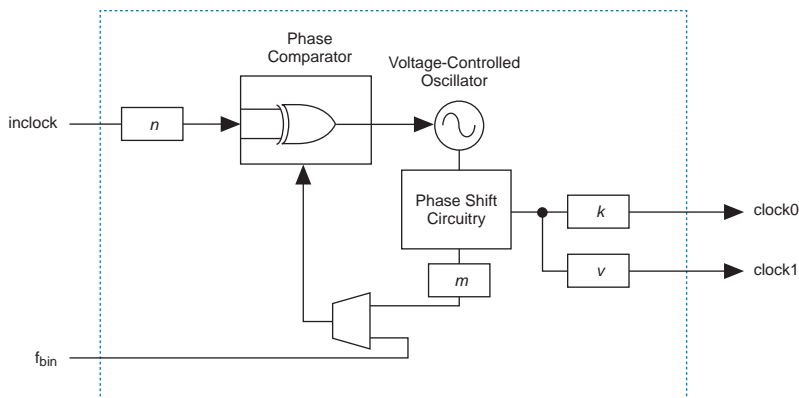 Phase
Comparator
Voltage-Controlled
Oscillator
inclock
n
Phase Shift
Circuitry
k
clock0
v
clock1
m
fbin